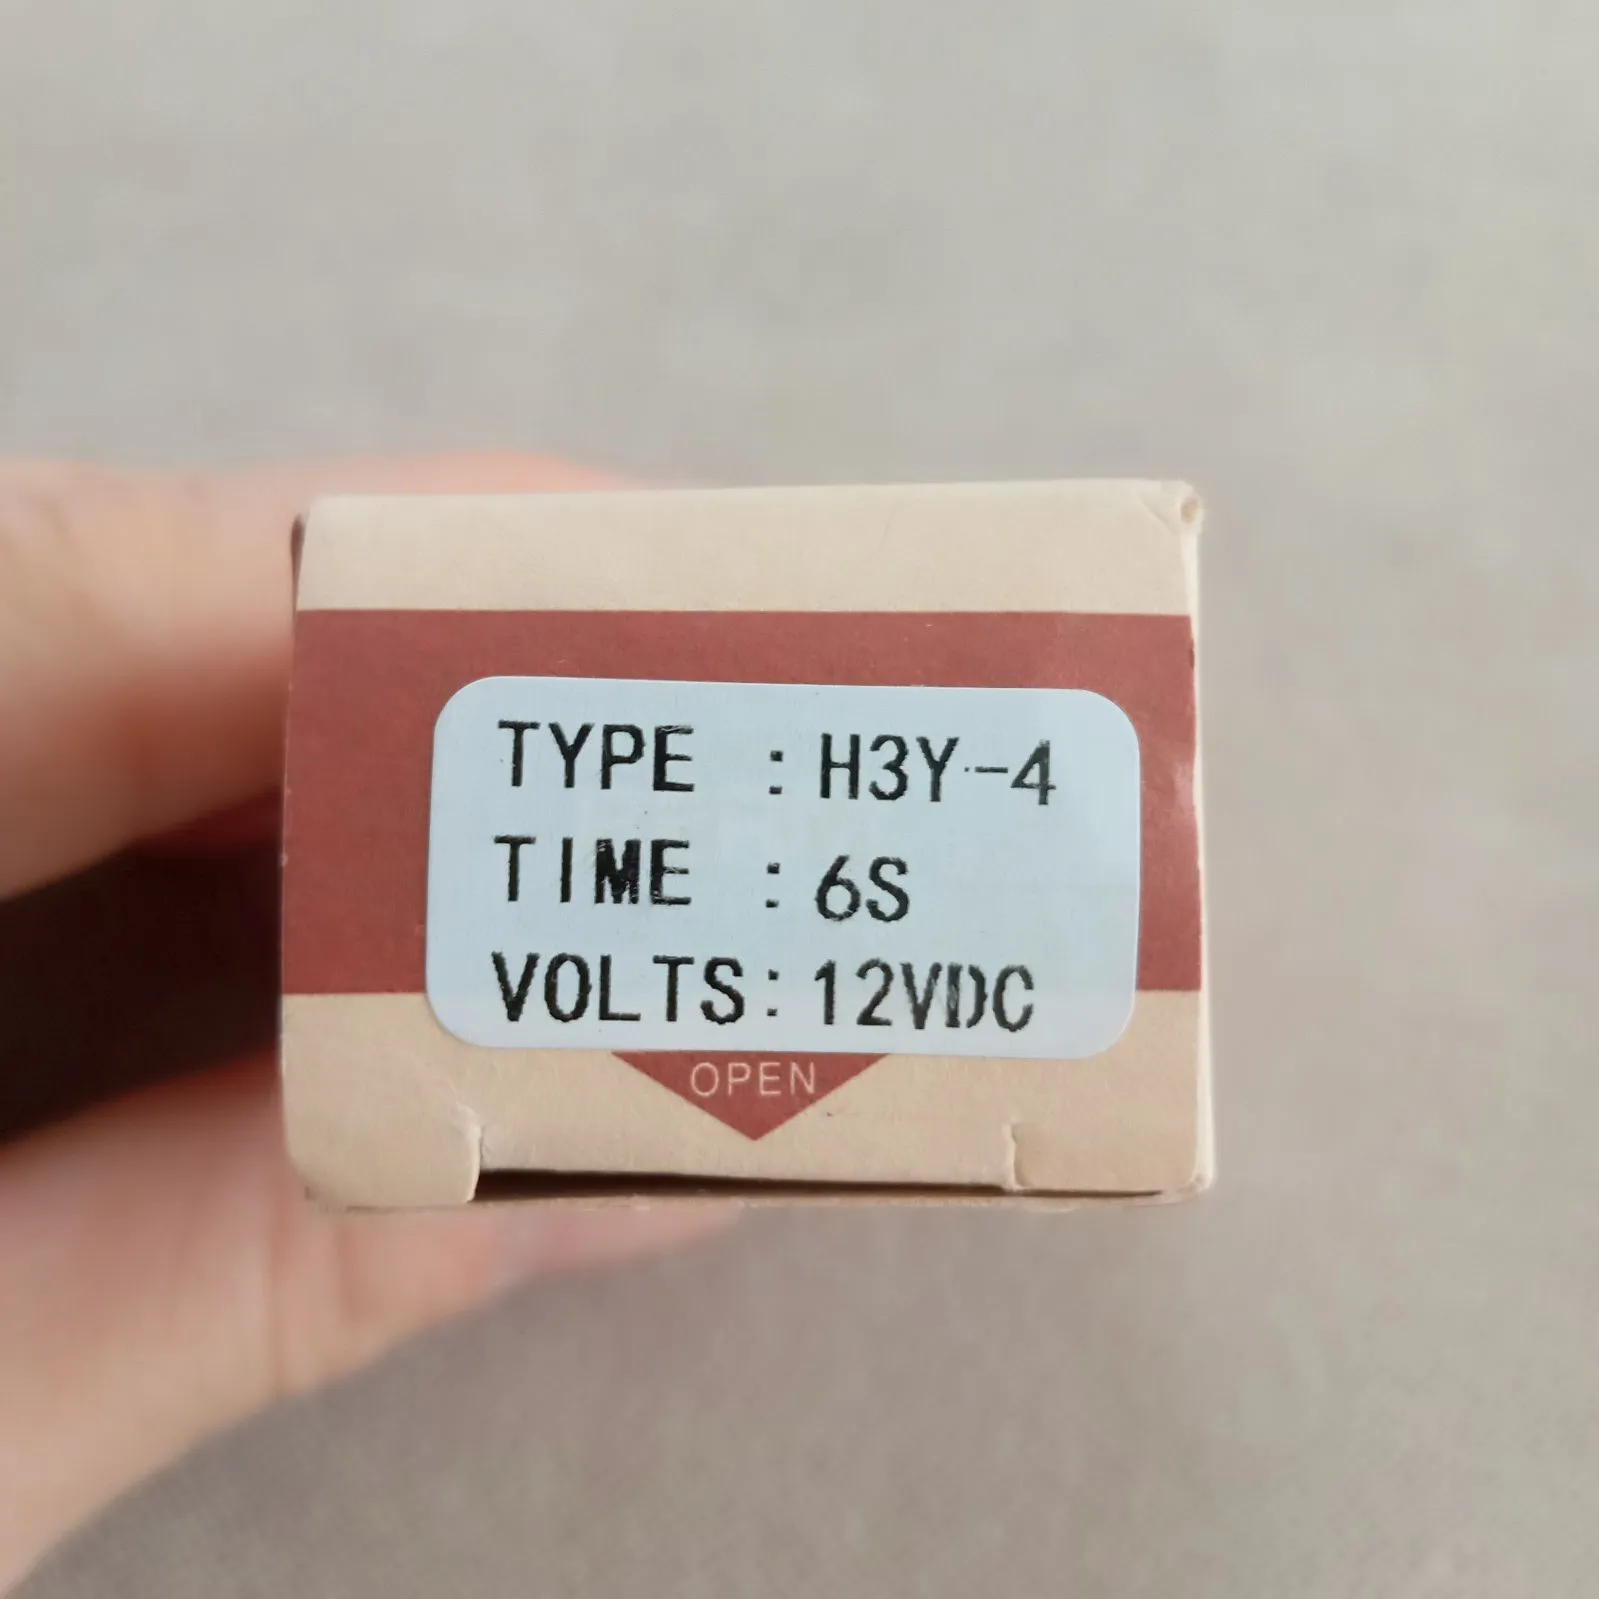 TYPE : H3Y-4
TIME : 6S
VOLTS: 12VDC
OPEN